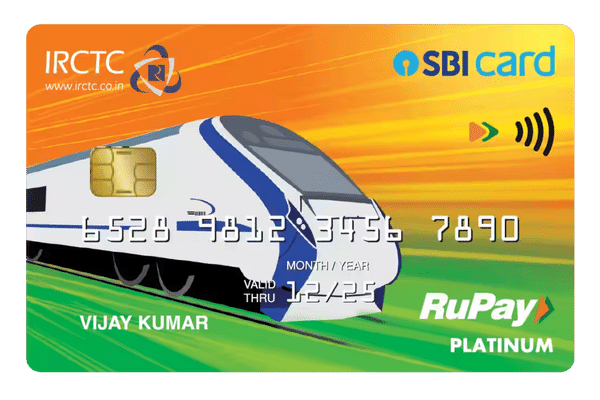 IRCTC
www.irctc.co.in
SBI card
6528 9812 3456 7890
MONTH / YEAR
VALID THRU 12/25
VIJAY KUMAR
RuPay
PLATINUM